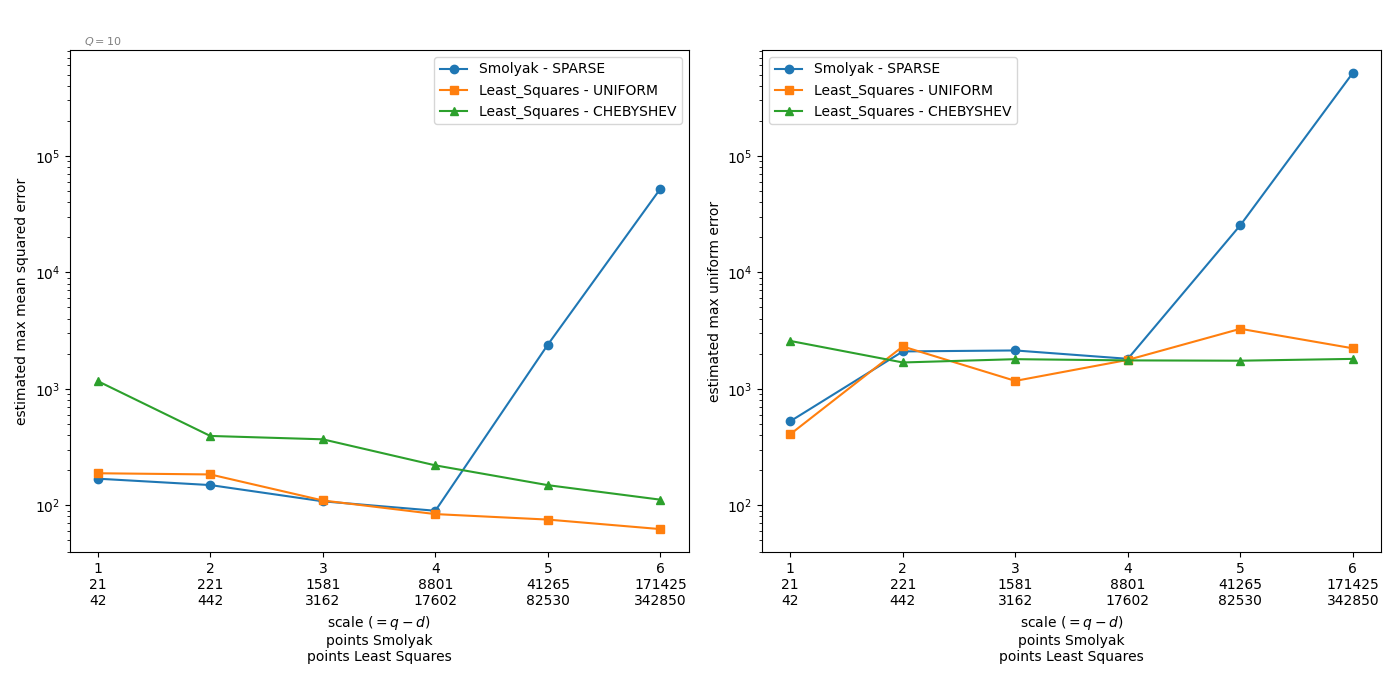 Q = 10
Smolyak - SPARSE
Least_Squares - UNIFORM
Least_Squares - CHEBYSHEV
10^5
10^4
10^3
10^2
estimated max mean squared error
1 2 3 4 5 6
21 221 1581 8801 41265 171425
42 442 3162 17602 82530 342850
scale (= q − d)
points Smolyak
points Least Squares
Smolyak - SPARSE
Least_Squares - UNIFORM
Least_Squares - CHEBYSHEV
10^5
10^4
10^3
10^2
estimated max uniform error
1 2 3 4 5 6
21 221 1581 8801 41265 171425
42 442 3162 17602 82530 342850
scale (= q − d)
points Smolyak
points Least Squares